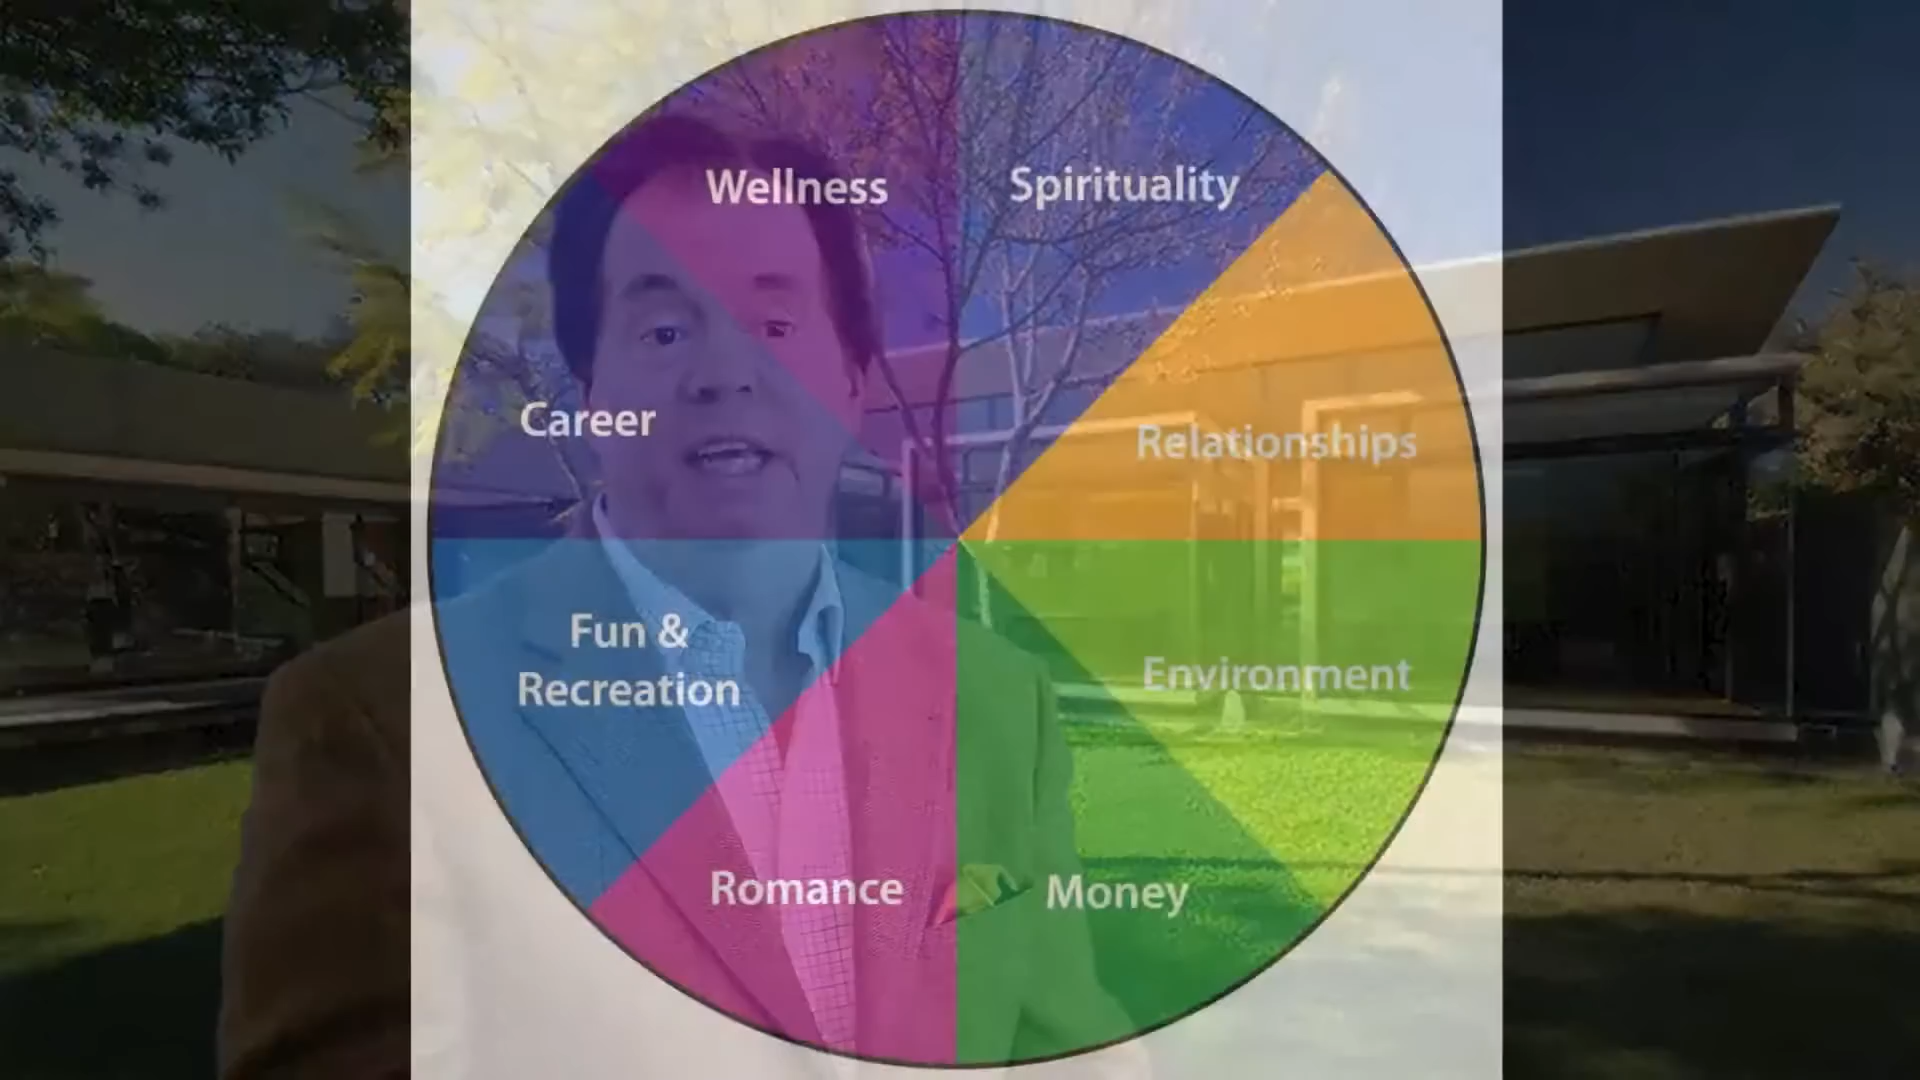 Wellness
Spirituality
Career
Relationships
Fun &
Recreation
Environment
Romance
Money